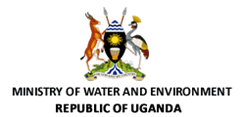 MINISTRY OF WATER AND ENVIRONMENT
REPUBLIC OF UGANDA